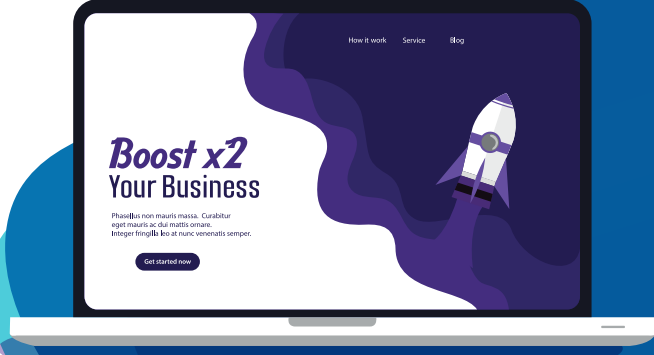 How it work Service Blog
Boost x2
Your Business
Phasellus non mauris massa. Curabitur
eget mauris ac dui mattis ornare.
Integer fringilla leo at nunc venenatis semper.
Get started now